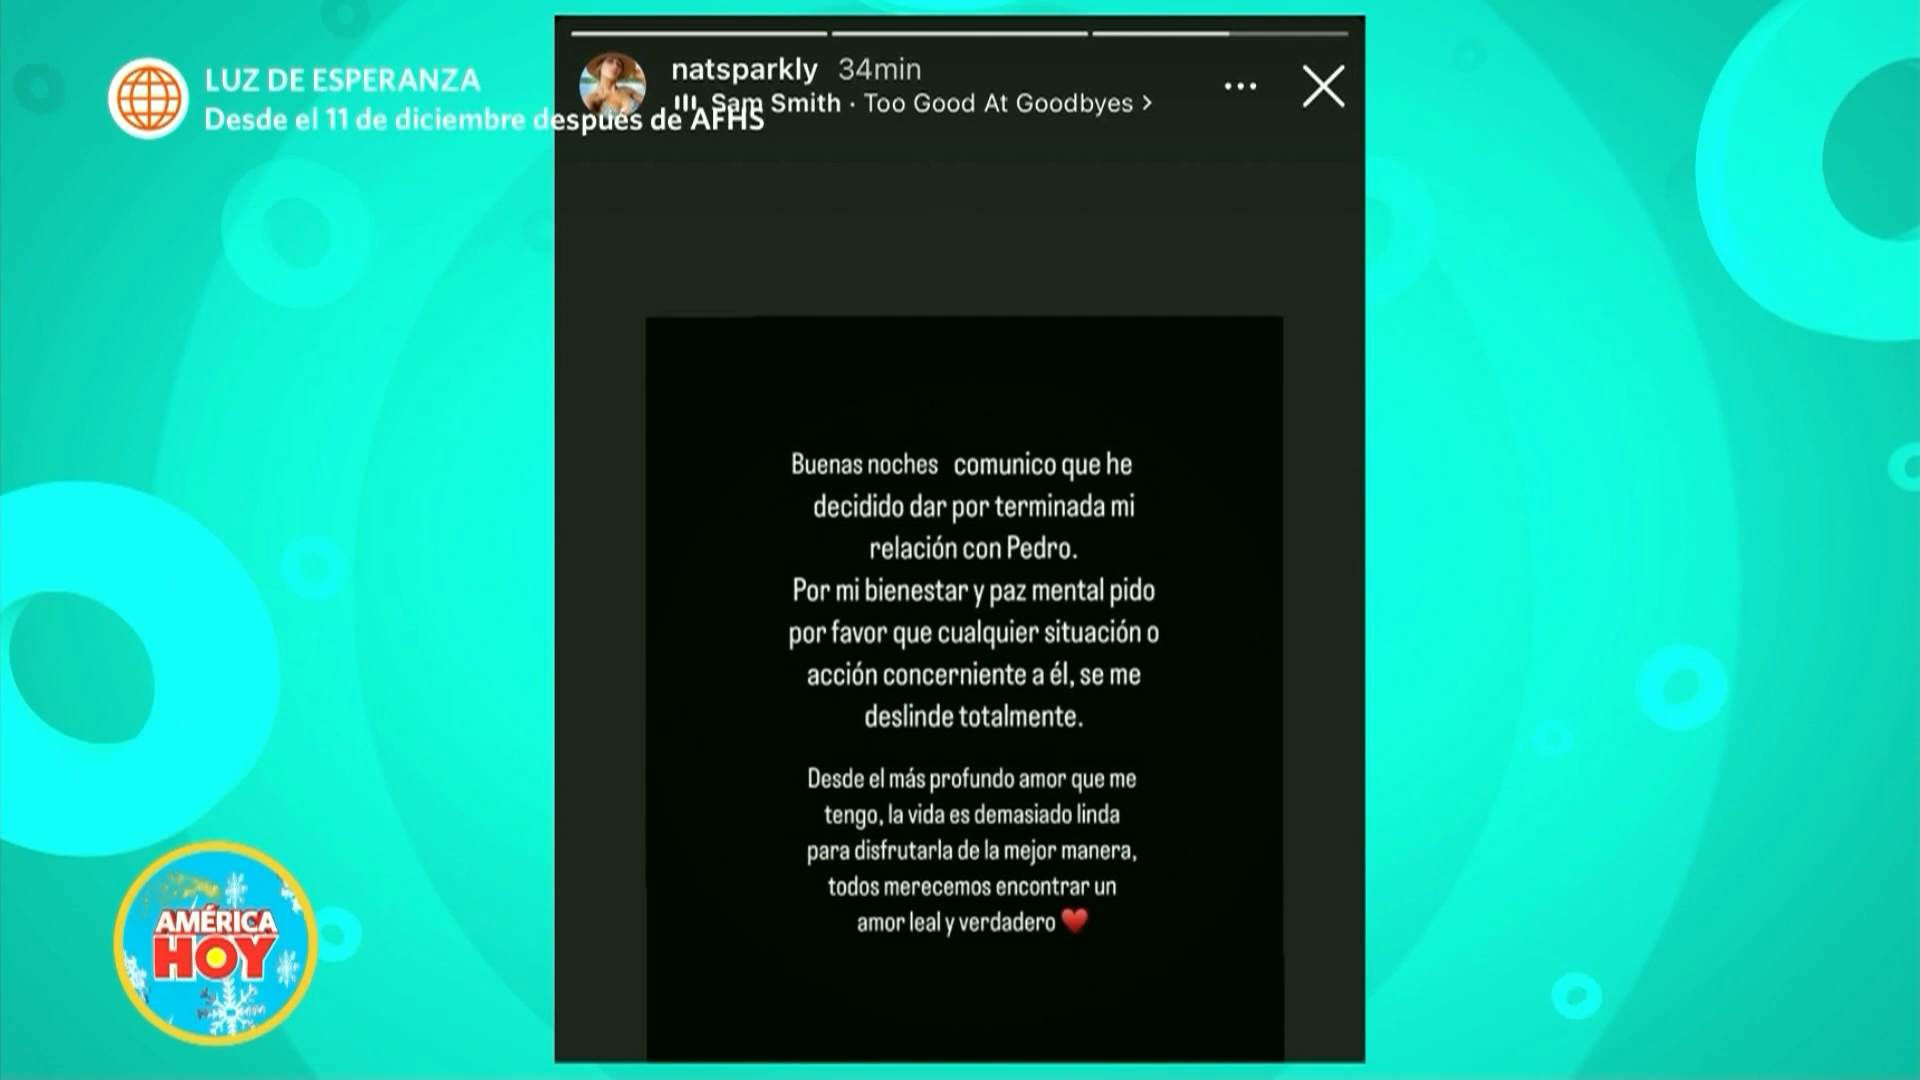 LUZ DE ESPERANZA
Desde el 11 de diciembre después de AFHS
natsparkly 34min
Sam Smith · Too Good At Goodbyes >
Buenas noches comunico que he
decidido dar por terminada mi
relación con Pedro.
Por mi bienestar y paz mental pido
por favor que cualquier situación o
acción concerniente a él, se me
deslinde totalmente.
Desde el más profundo amor que me
tengo, la vida es demasiado linda
para disfrutarla de la mejor manera,
todos merecemos encontrar un
amor leal y verdadero ❤️
AMÉRICA
HOY